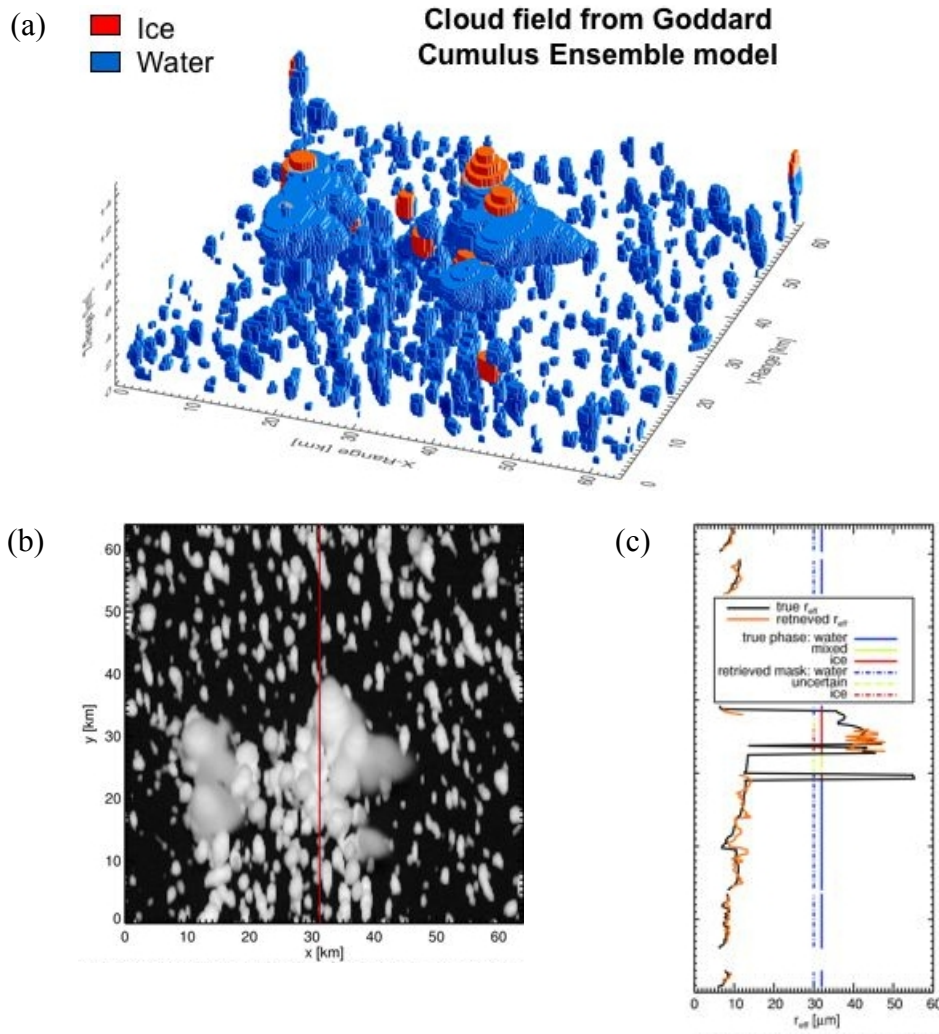 (a)
Ice
Water
Cloud field from Goddard
Cumulus Ensemble model
0
10
20
30
40
50
60
X-Range [km]
0
10
20
30
40
50
60
Y-Range [km]
(b)
60
50
40
30
20
10
0
y [km]
0 10 20 30 40 50 60
x [km]
(c)
true r_eff
retrieved r_eff
true phase: water
mixed
ice
retrieved mask: water
uncertain
ice
0 10 20 30 40 50 60
r_eff [μm]